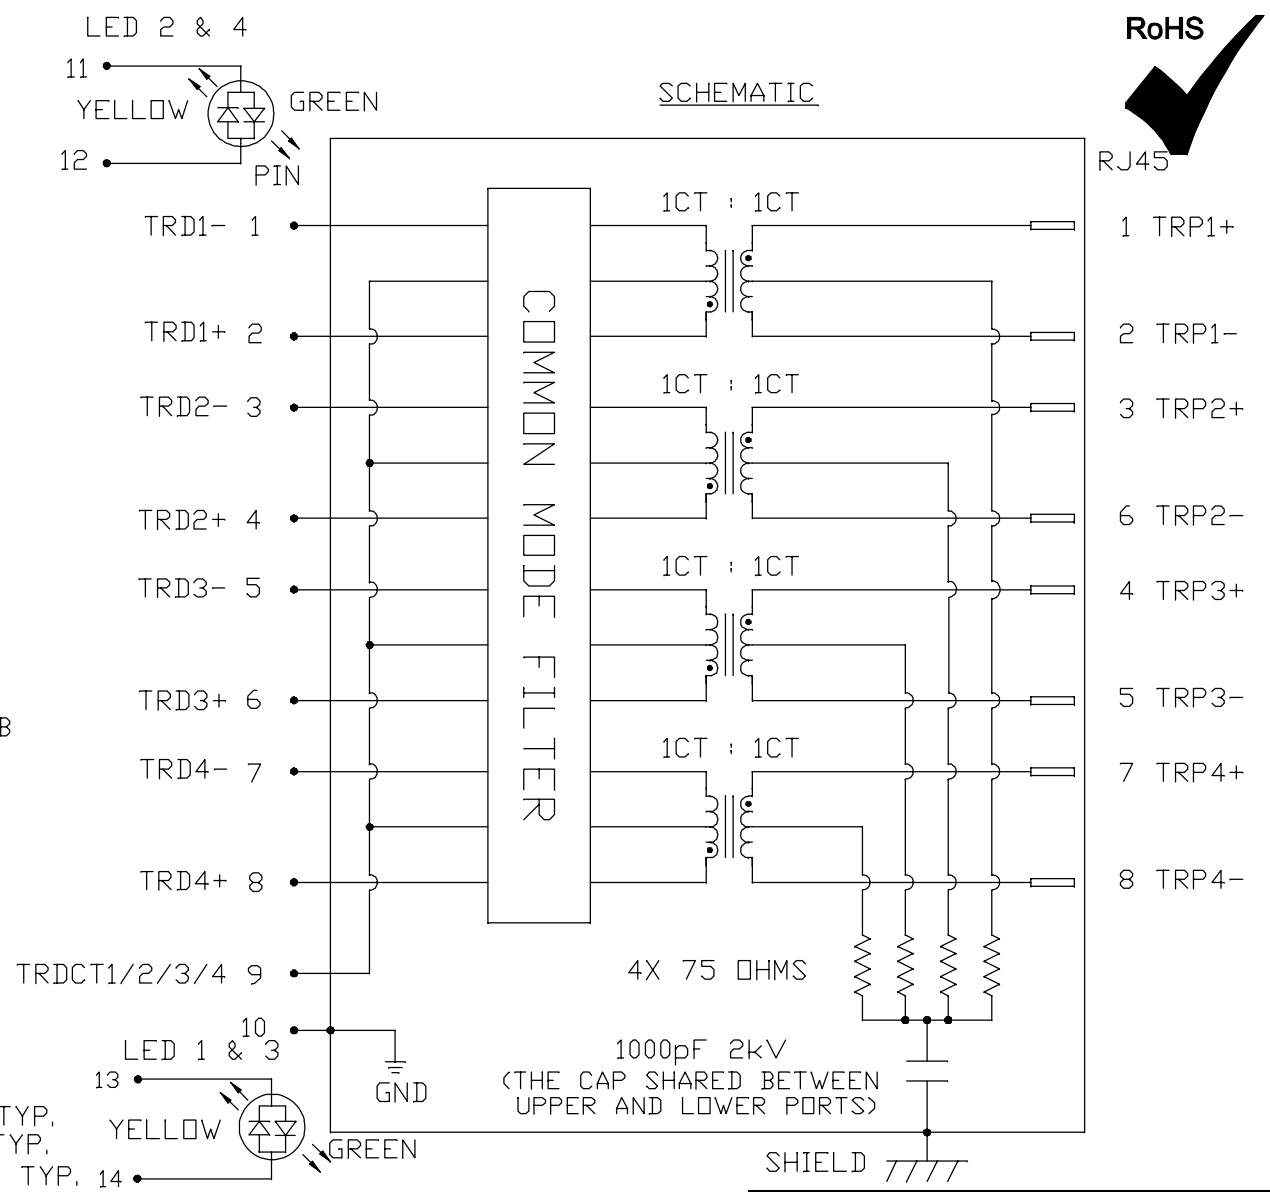 LED 2 & 4
RoHS
11
YELLOW
GREEN
SCHEMATIC
12
PIN
RJ45
1CT : 1CT
TRD1- 1
1 TRP1+
TRD1+ 2
2 TRP1-
1CT : 1CT
TRD2- 3
3 TRP2+
COMMON MODE FILTER
TRD2+ 4
6 TRP2-
1CT : 1CT
TRD3- 5
4 TRP3+
TRD3+ 6
5 TRP3-
B
1CT : 1CT
TRD4- 7
7 TRP4+
TRD4+ 8
8 TRP4-
TRDCT1/2/3/4 9
4X 75 OHMS
10
LED 1 & 3
1000pF 2kV
13
GND
(THE CAP SHARED BETWEEN
UPPER AND LOWER PORTS)
TYP.
YELLOW
GREEN
TYP.
TYP. 14
SHIELD